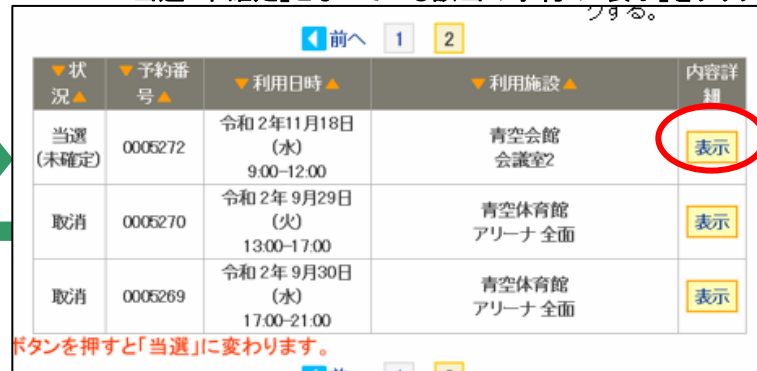 クする。
前へ 1 2
▼状況▲ ▼予約番号▲ ▼利用日時▲ ▼利用施設▲ 内容詳細
当選
(未確定)
0005272
令和2年11月18日
(水)
9:00-12:00
青空会館
会議室2
表示
取消
0005270
令和2年9月29日
(火)
13:00-17:00
青空体育館
アリーナ 全面
表示
取消
0005269
令和2年9月30日
(水)
17:00-21:00
青空体育館
アリーナ 全面
表示
ボタンを押すと「当選」に変わります。